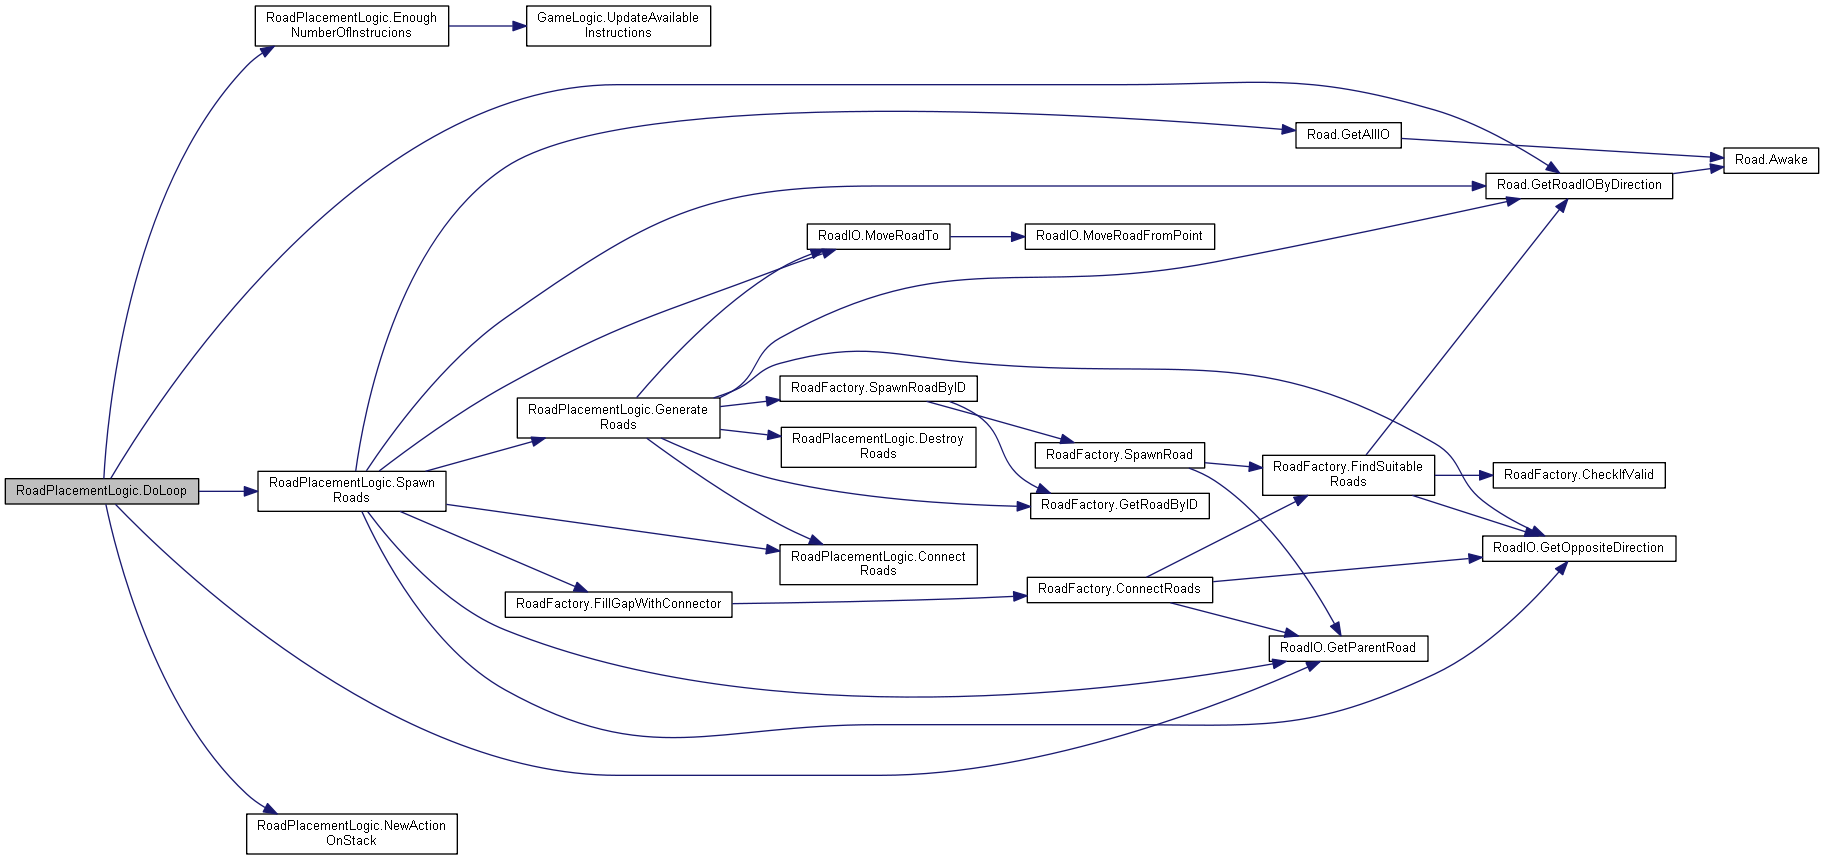 RoadPlacementLogic.Enough
NumberOfInstrucions
GameLogic.UpdateAvailable
Instructions
Road.GetAllIO
Road.Awake
Road.GetRoadIOByDirection
RoadIO.MoveRoadTo
RoadIO.MoveRoadFromPoint
RoadFactory.SpawnRoadByID
RoadPlacementLogic.Generate
Roads
RoadPlacementLogic.Destroy
Roads
RoadFactory.SpawnRoad
RoadFactory.FindSuitable
Roads
RoadFactory.CheckIfValid
RoadPlacementLogic.DoLoop
RoadPlacementLogic.Spawn
Roads
RoadFactory.GetRoadByID
RoadIO.GetOppositeDirection
RoadPlacementLogic.Connect
Roads
RoadFactory.ConnectRoads
RoadFactory.FillGapWithConnector
RoadIO.GetParentRoad
RoadPlacementLogic.NewAction
OnStack